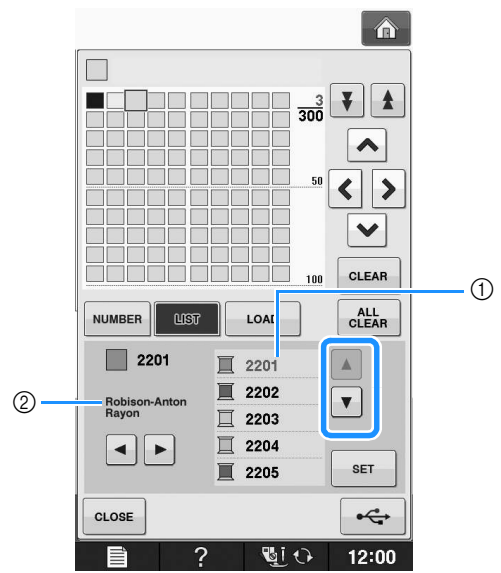 3
300
50
100
CLEAR
①
NUMBER
LIST
LOAD
ALL
CLEAR
2201
2201
②
Robison-Anton
Rayon
2202
2203
2204
2205
SET
CLOSE
?
12:00